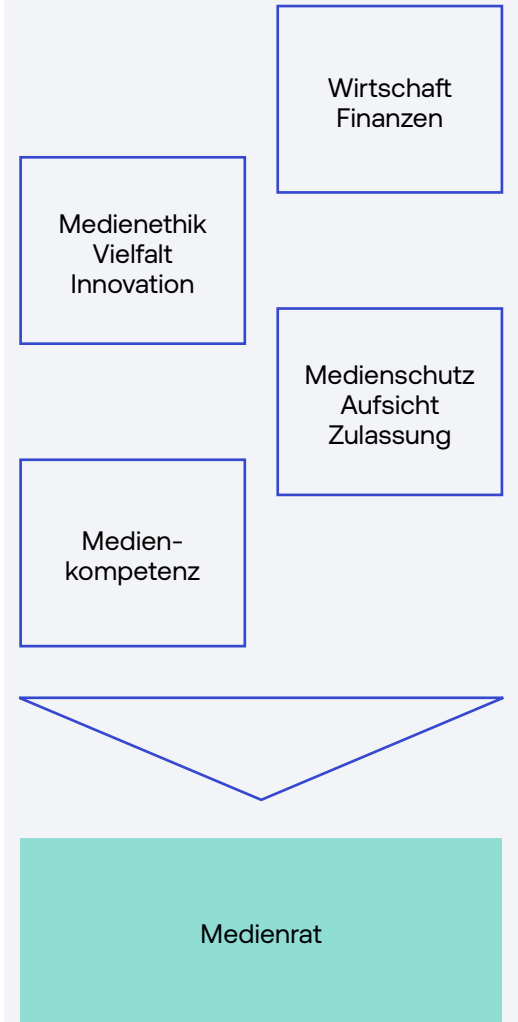 Wirtschaft
Finanzen
Medienethik
Vielfalt
Innovation
Medienschutz
Aufsicht
Zulassung
Medien-
kompetenz
Medienrat